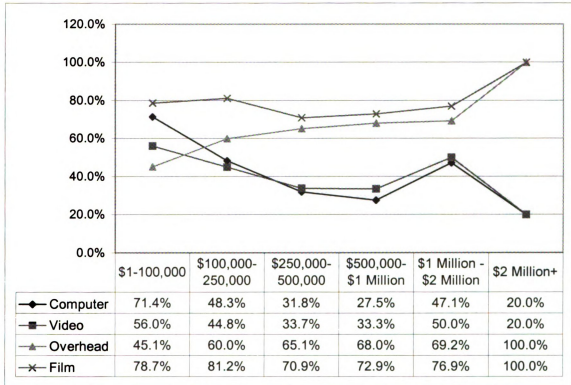 120.0%
100.0%
80.0%
60.0%
40.0%
20.0%
0.0%
$1-100,000 $100,000-250,000 $250,000-500,000 $500,000-$1 Million $1 Million - $2 Million $2 Million+
Computer 71.4% 48.3% 31.8% 27.5% 47.1% 20.0%
Video 56.0% 44.8% 33.7% 33.3% 50.0% 20.0%
Overhead 45.1% 60.0% 65.1% 68.0% 69.2% 100.0%
Film 78.7% 81.2% 70.9% 72.9% 76.9% 100.0%